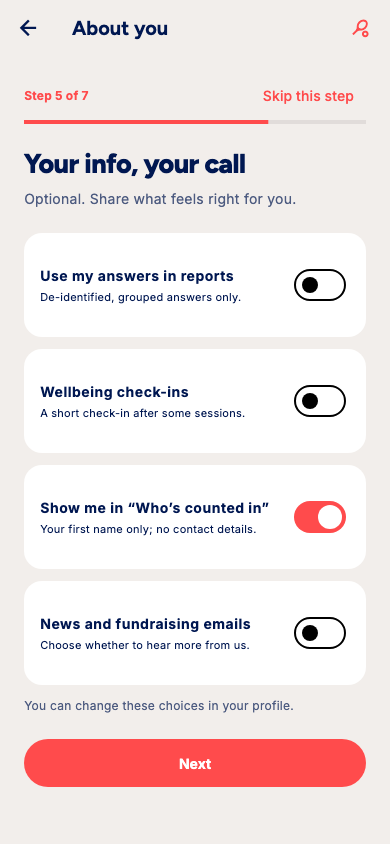 About you
Step 5 of 7
Skip this step
Your info, your call
Optional. Share what feels right for you.
Use my answers in reports
De-identified, grouped answers only.
Wellbeing check-ins
A short check-in after some sessions.
Show me in “Who’s counted in”
Your first name only; no contact details.
News and fundraising emails
Choose whether to hear more from us.
You can change these choices in your profile.
Next